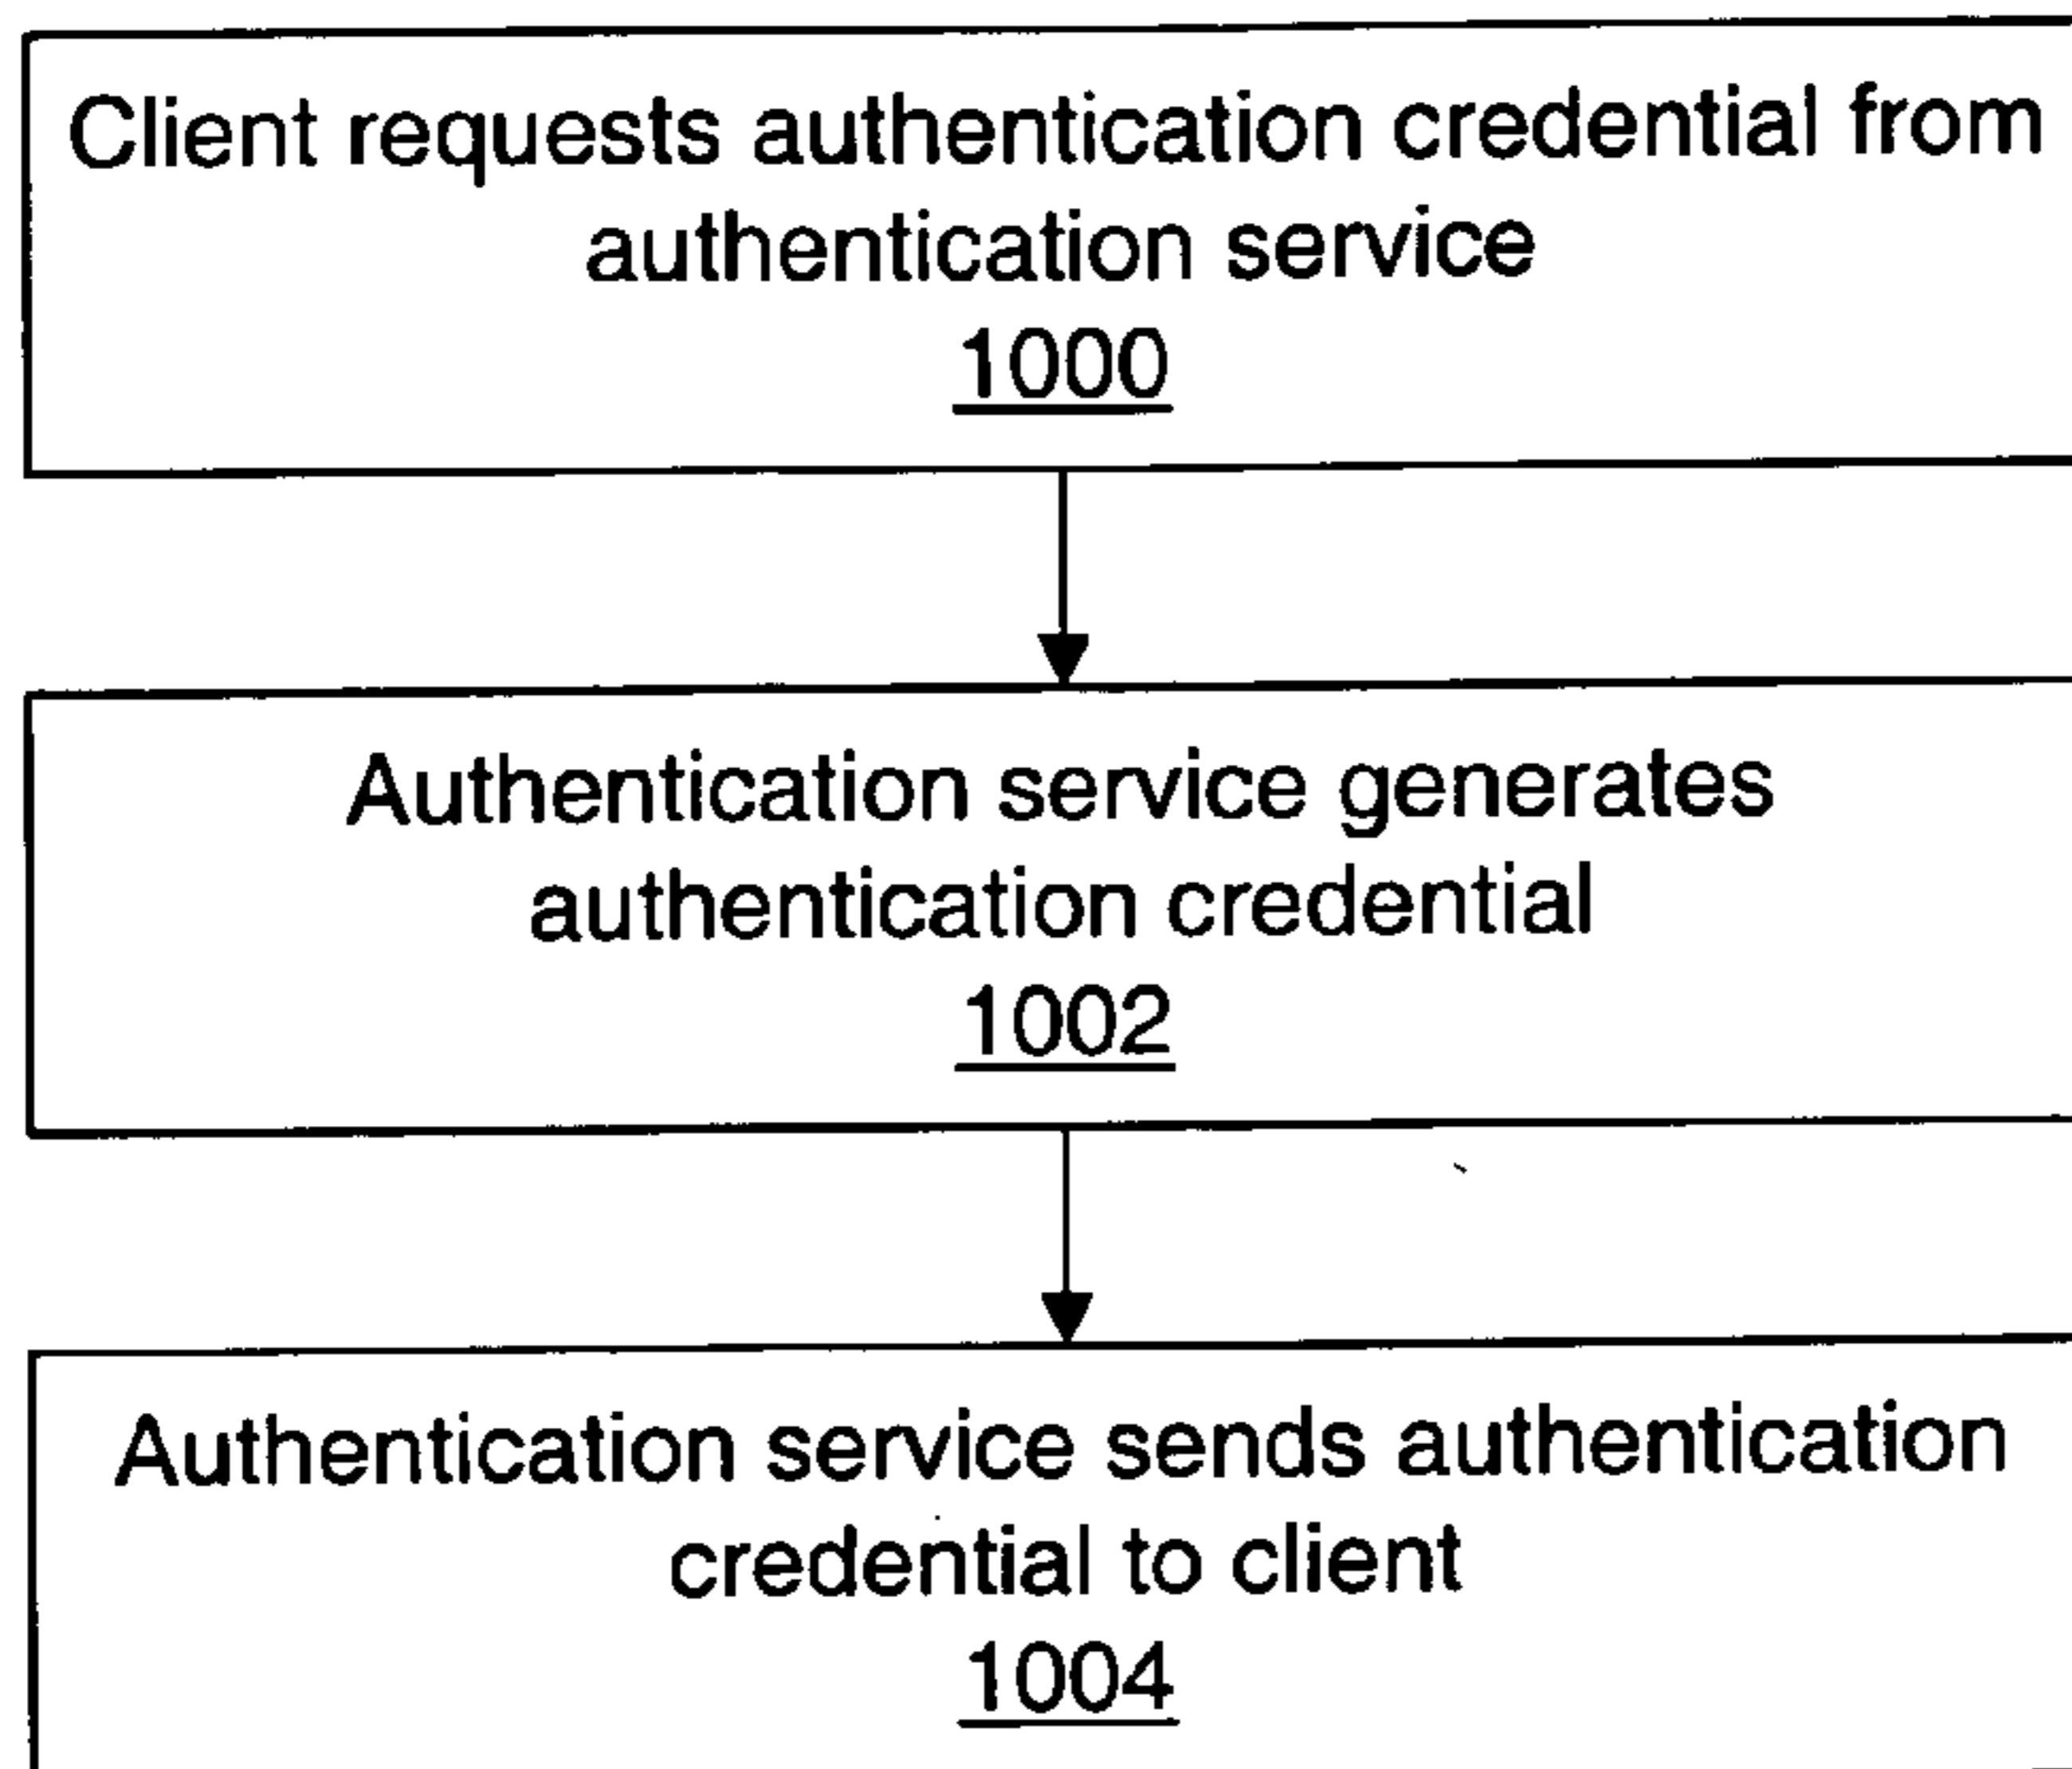 Client requests authentication credential from
authentication service
1000
Authentication service generates
authentication credential
1002
Authentication service sends authentication
credential to client
1004